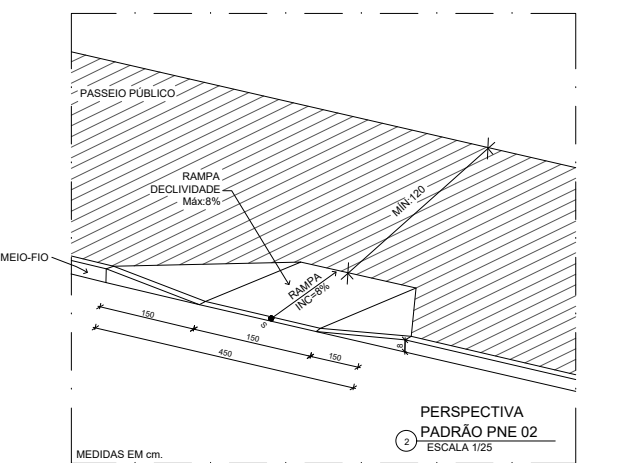 PASSEIO PÚBLICO
RAMPA
DECLIVIDADE
Máx:8%
MÍN:120
MEIO-FIO
RAMPA
INC=8%
S
150
150
150
450
8
PERSPECTIVA
2
PADRÃO PNE 02
ESCALA 1/25
MEDIDAS EM cm.